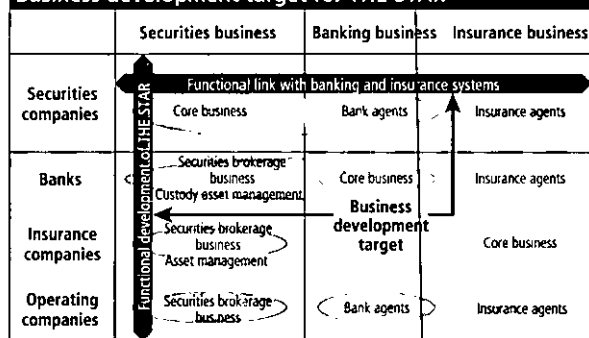 Business development target for THE STAR
Securities business Banking business Insurance business
Functional link with banking and insurance systems
Functional development of THE STAR
Securities
companies
Core business Bank agents Insurance agents
Banks
Securities brokerage
business
Custody asset management
Core business Insurance agents
Business
development
target
Insurance
companies
Securities brokerage
business
Asset management
Core business
Operating
companies
Securities brokerage
business
Bank agents Insurance agents